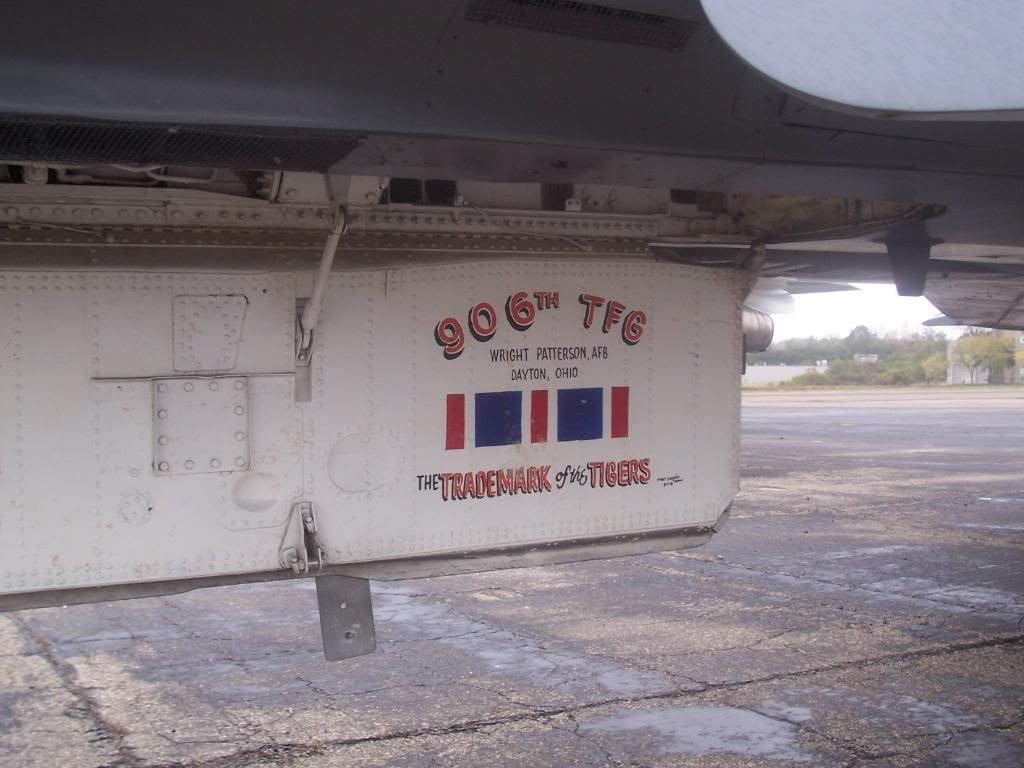 906TH TFG
WRIGHT PATTERSON, AFB
DAYTON, OHIO
THE TRADEMARK of the TIGERS